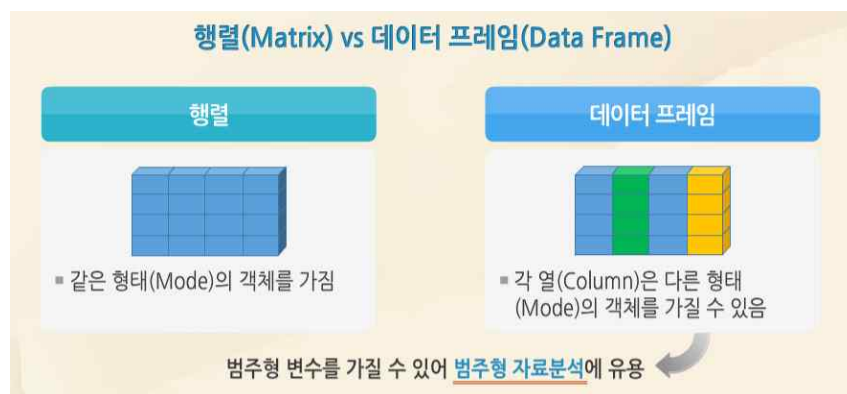 행렬(Matrix) vs 데이터 프레임(Data Frame)
행렬
▪ 같은 형태(Mode)의 객체를 가짐
데이터 프레임
▪ 각 열(Column)은 다른 형태
(Mode)의 객체를 가질 수 있음
범주형 변수를 가질 수 있어 범주형 자료분석에 유용